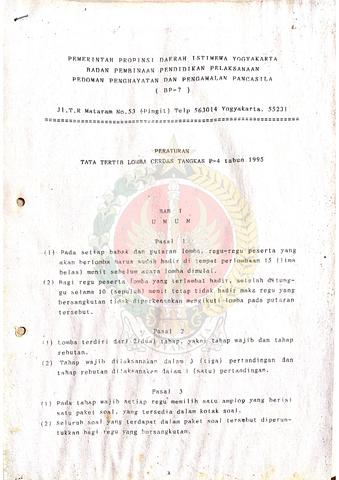 PEMERINTAH PROPINSI DAERAH ISTIMEWA YOGYAKARTA
BADAN PEMBINAAN PENDIDIKAN PELAKSANAAN
PEDOMAN PENGHAYATAN DAN PENGAMALAN PANCASILA
( BP-7 )
Jl.T.R Mataram No.53 (Pingit) Telp 563014 Yogyakarta. 55231
PERATURAN
TATA TERTIB LOMBA CERDAS TANGKAS P-4 tahun 1995
BAB I
U M U M
Pasal 1
(1) Pada setiap babak dan putaran lomba, regu-regu peserta yang
akan berlomba harus sudah hadir di tempat perlombaan 15 (lima
belas) menit sebelum acara lomba dimulai.
(2) Bagi regu peserta lomba yang terlambat hadir, setelah ditung-
gu selama 10 (sepuluh) menit tetap tidak hadir maka regu yang
bersangkutan tidak diperkenankan mengikuti lomba pada putaran
tersebut.
Pasal 2
(1) Lomba terdiri dari 2(dua) tahap, yakni tahap wajib dan tahap
rebutan.
(2) Tahap wajib dilaksanakan dalam 3 (tiga) pertandingan dan
tahap rebutan dilaksanakan dalam 1 (satu) pertandingan.
Pasal 3
(1) Pada tahap wajib setiap regu memilih satu amplop yang berisi
satu paket soal, yang tersedia dalam kotak soal.
(2) Seluruh soal yang terdapat dalam paket soal tersebut diperun-
tukkan bagi regu yang bersangkutan.